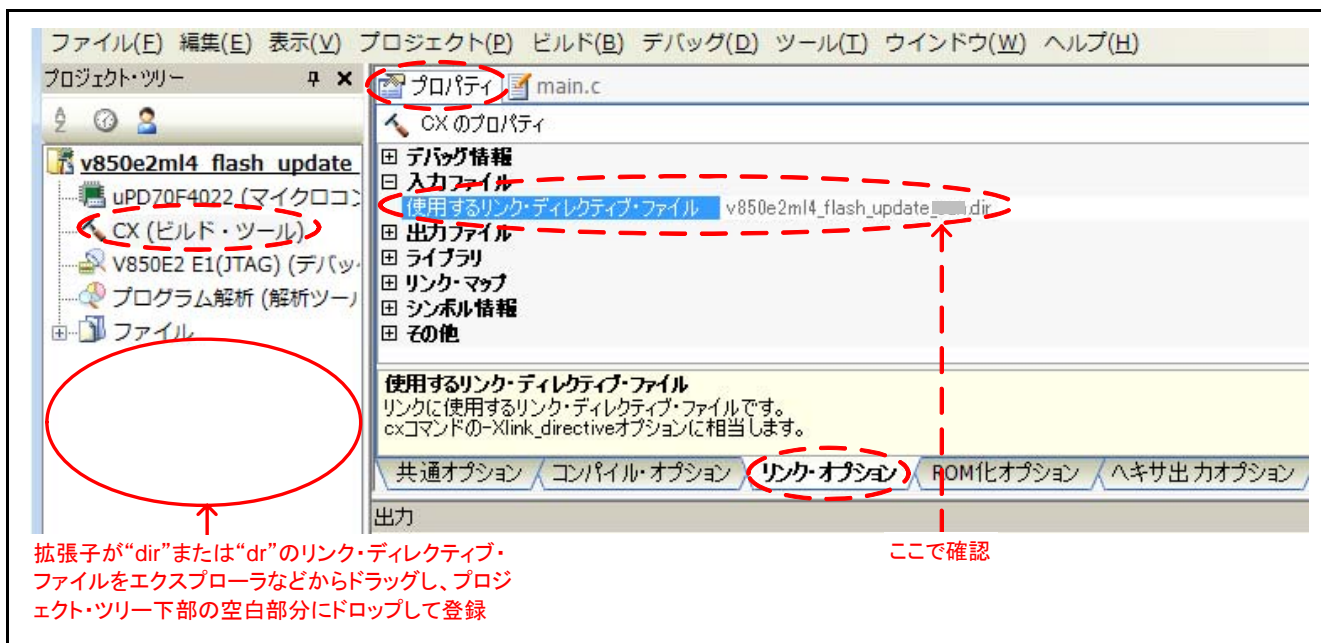 ファイル(F) 編集(E) 表示(V) プロジェクト(P) ビルド(B) デバッグ(D) ツール(T) ウインドウ(W) ヘルプ(H)
プロジェクト・ツリー
プロパティ main.c
CX のプロパティ
v850e2ml4_flash_update_
uPD70F4022 (マイクロコン
CX (ビルド・ツール)
V850E2 E1(JTAG) (デバッ
プログラム解析 (解析ツール
ファイル
デバッグ情報
入力ファイル
使用するリンク・ディレクティブ・ファイル v850e2ml4_flash_update_ .dir
出力ファイル
ライブラリ
リンク・マップ
シンボル情報
その他
使用するリンク・ディレクティブ・ファイル
リンクに使用するリンク・ディレクティブ・ファイルです。
cxコマンドの-Xlink_directiveオプションに相当します。
共通オプション コンパイル・オプション リンク・オプション ROM化オプション ヘキサ出力オプション
出力
拡張子が“dir”または“dr”のリンク・ディレクティブ・
ファイルをエクスプローラなどからドラッグし、プロジ
ェクト・ツリー下部の空白部分にドロップして登録
ここで確認